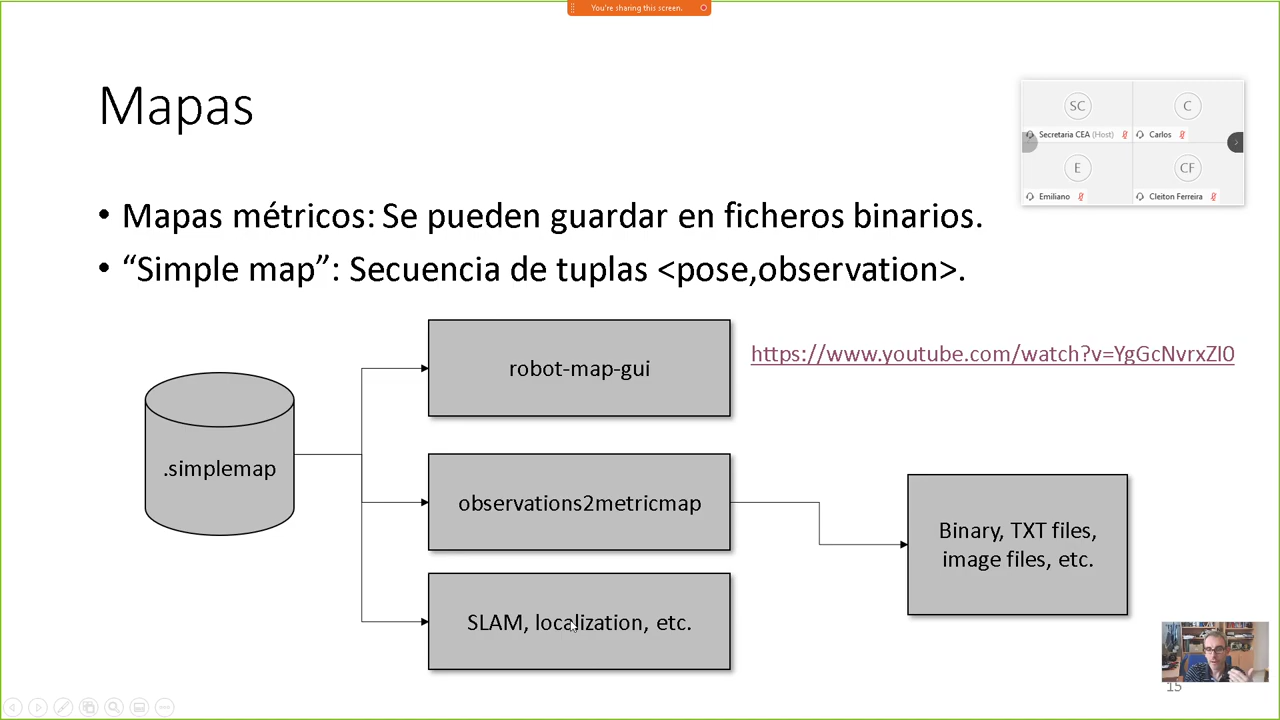 You're sharing this screen.
Mapas
SC
C
Secretaria CEA (Host)
Carlos
E
CF
Emiliano
Cleiton Ferreira
• Mapas métricos: Se pueden guardar en ficheros binarios.
• “Simple map”: Secuencia de tuplas <pose,observation>.
robot-map-gui
https://www.youtube.com/watch?v=YgGcNvrxZI0
.simplemap
observations2metricmap
Binary, TXT files,
image files, etc.
SLAM, localization, etc.
15